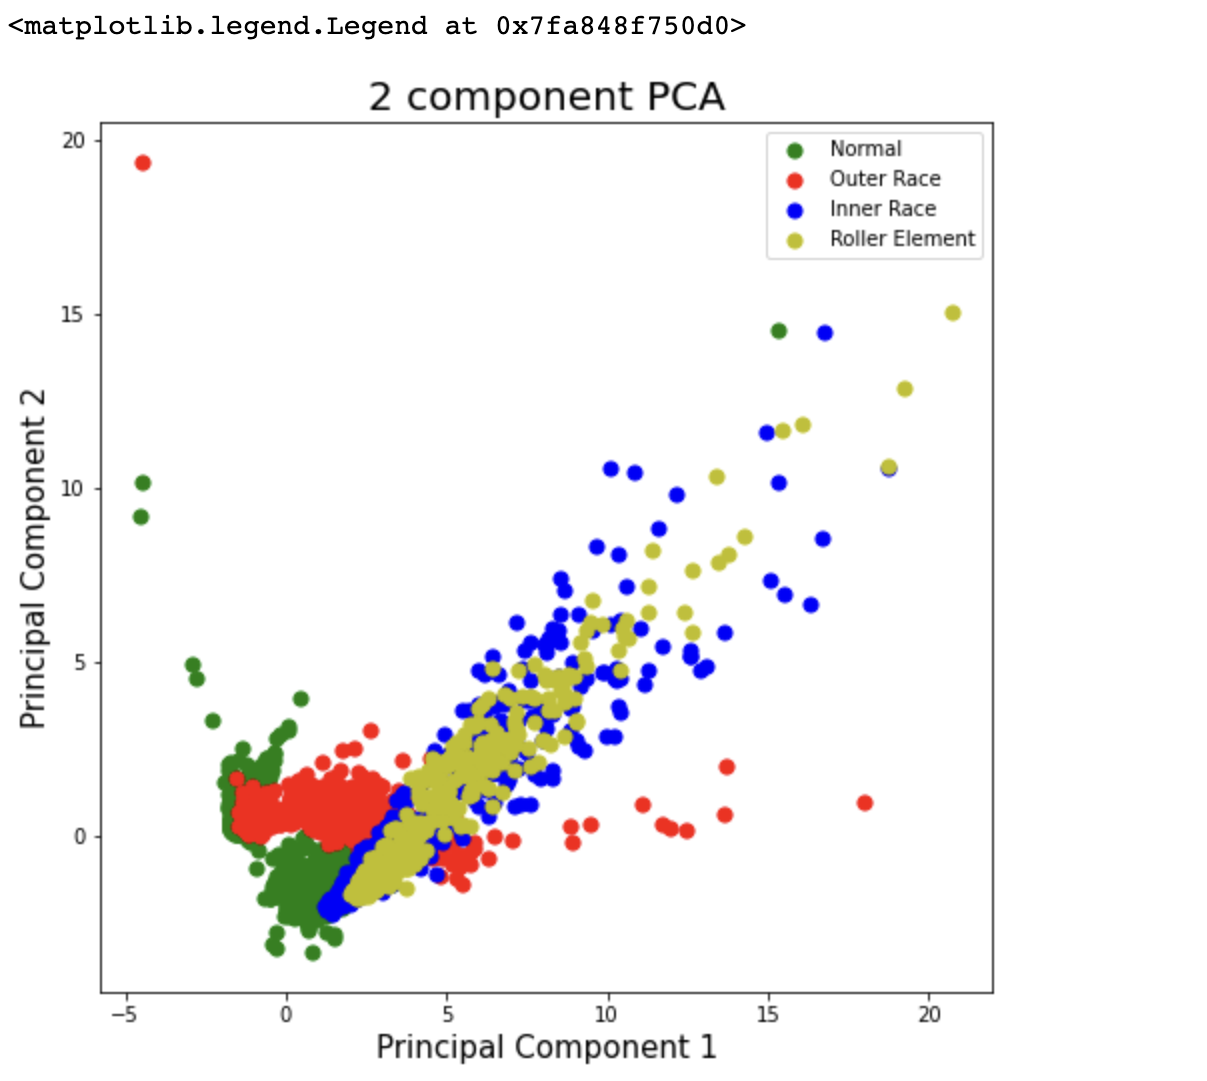 <matplotlib.legend.Legend at 0x7fa848f750d0>
2 component PCA
Normal
Outer Race
Inner Race
Roller Element
Principal Component 2
20
15
10
5
0
−5 0 5 10 15 20
Principal Component 1